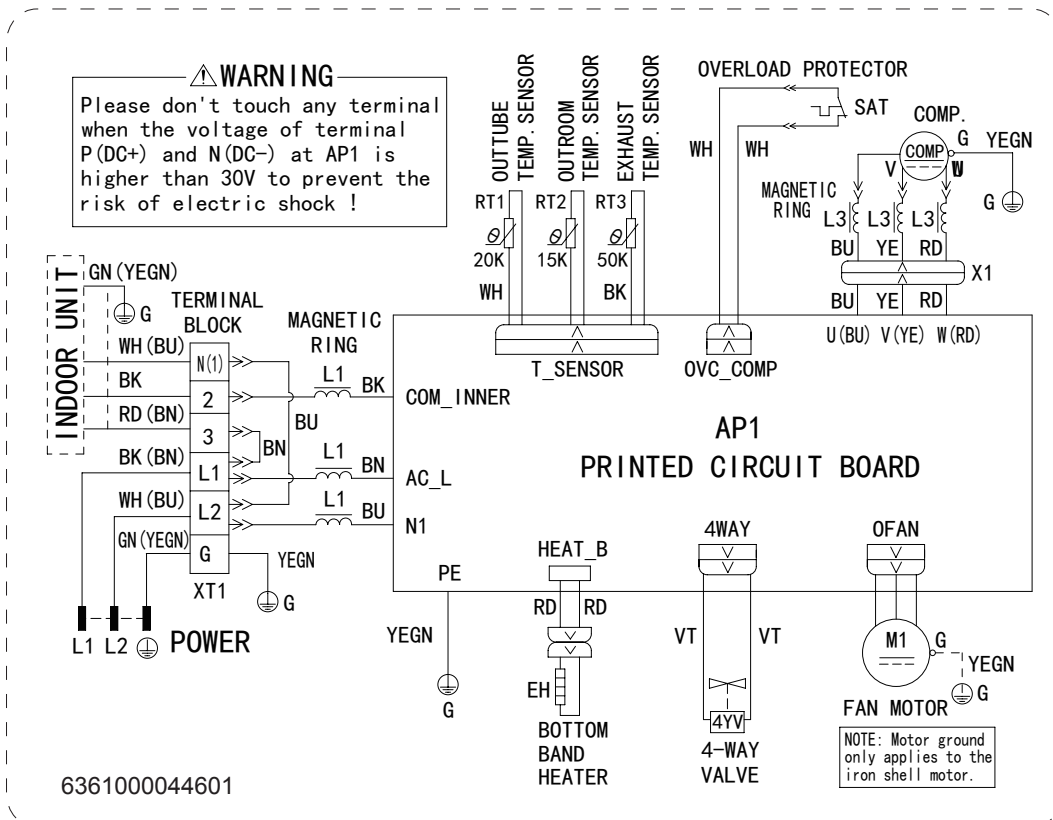 ⚠WARNING
Please don't touch any terminal
when the voltage of terminal
P(DC+) and N(DC-) at AP1 is
higher than 30V to prevent the
risk of electric shock !
OUTTUBE
TEMP. SENSOR
OUTROOM
TEMP. SENSOR
EXHAUST
TEMP. SENSOR
RT1
RT2
RT3
θ
θ
θ
20K
15K
50K
WH
BK
T_SENSOR
OVERLOAD PROTECTOR
SAT
WH
WH
OVC_COMP
COMP.
COMP
G
YEGN
V
G
MAGNETIC
RING
L3
L3
L3
BU
YE
RD
X1
BU
YE
RD
U(BU) V(YE) W(RD)
INDOOR UNIT
GN(YEGN)
G
TERMINAL
BLOCK
MAGNETIC
RING
WH(BU)
N(1)
BK
2
L1
BK
COM_INNER
BU
RD(BN)
3
BN
BK(BN)
L1
L1
BN
AC_L
WH(BU)
L2
L1
BU
N1
GN(YEGN)
G
YEGN
XT1
G
L1 L2
POWER
AP1
PRINTED CIRCUIT BOARD
PE
YEGN
G
HEAT_B
RD
RD
EH
BOTTOM
BAND
HEATER
4WAY
VT
VT
4YV
4-WAY
VALVE
OFAN
M1
G
YEGN
G
FAN MOTOR
NOTE: Motor ground
only applies to the
iron shell motor.
6361000044601